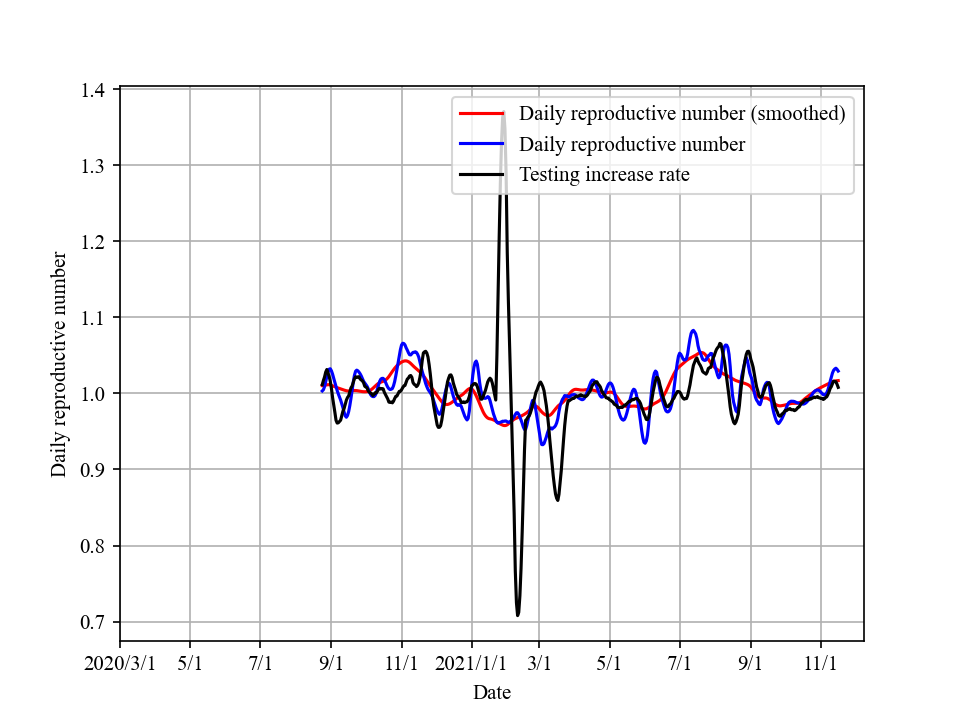 Daily reproductive number (smoothed)
Daily reproductive number
Testing increase rate
Daily reproductive number
1.4
1.3
1.2
1.1
1.0
0.9
0.8
0.7
2020/3/1 5/1 7/1 9/1 11/1 2021/1/1 3/1 5/1 7/1 9/1 11/1
Date